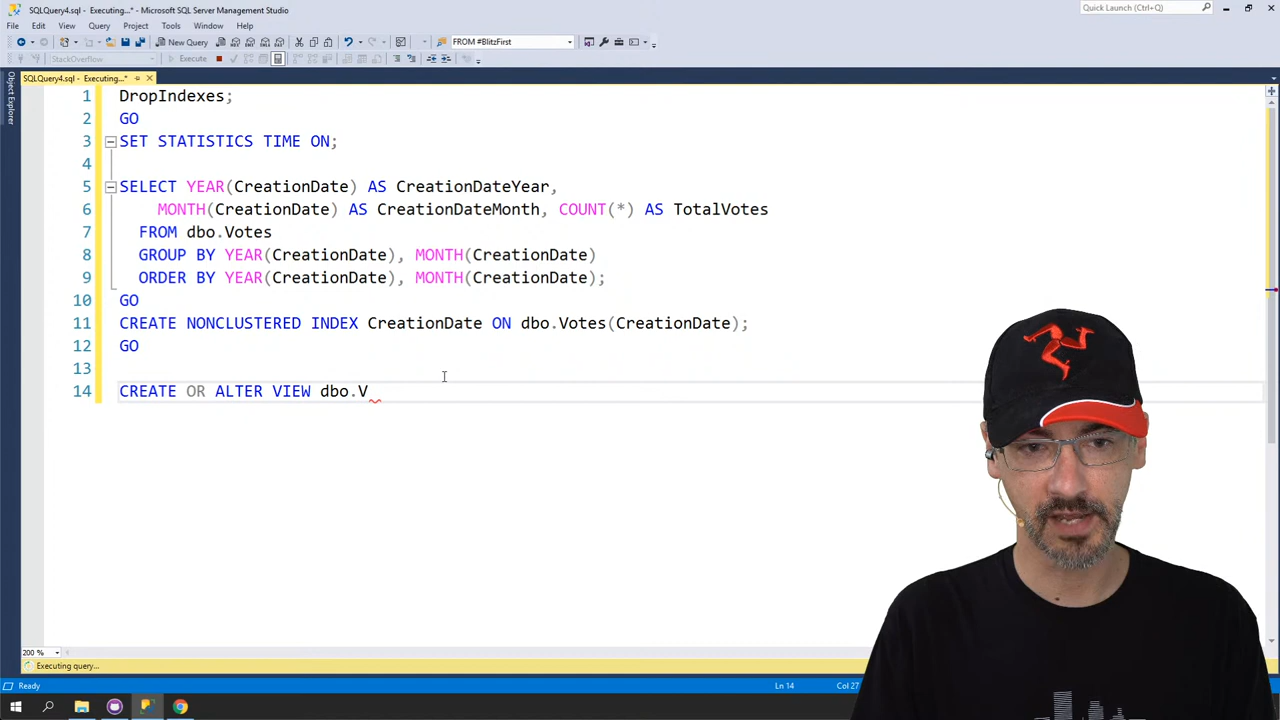 SQLQuery4.sql - Executing...* - Microsoft SQL Server Management Studio
Quick Launch (Ctrl+Q)
File Edit View Query Project Tools Window Help
New Query FROM #BlitzFirst
StackOverflow Execute
SQLQuery4.sql - Executing...*
Object Explorer
1 DropIndexes;
2 GO
3 SET STATISTICS TIME ON;
4
5 SELECT YEAR(CreationDate) AS CreationDateYear,
6 MONTH(CreationDate) AS CreationDateMonth, COUNT(*) AS TotalVotes
7 FROM dbo.Votes
8 GROUP BY YEAR(CreationDate), MONTH(CreationDate)
9 ORDER BY YEAR(CreationDate), MONTH(CreationDate);
10 GO
11 CREATE NONCLUSTERED INDEX CreationDate ON dbo.Votes(CreationDate);
12 GO
13
14 CREATE OR ALTER VIEW dbo.V
200 %
Executing query...
Ready Ln 14 Col 27